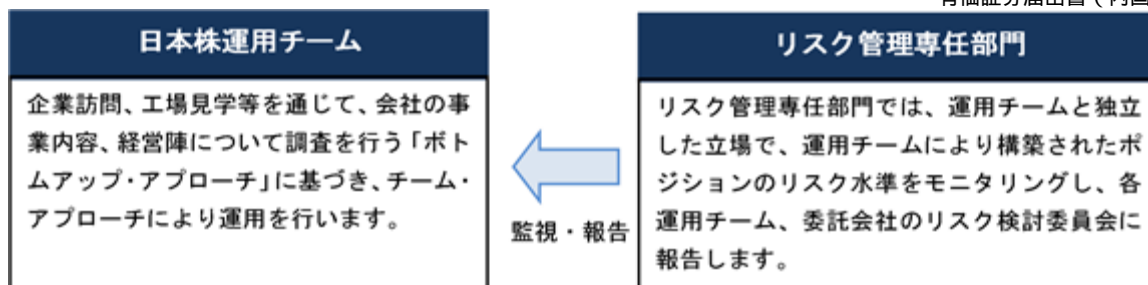 日本株運用チーム
企業訪問、工場見学等を通じて、会社の事
業内容、経営陣について調査を行う「ボト
ムアップ・アプローチ」に基づき、チーム・
アプローチにより運用を行います。
監視・報告
リスク管理専任部門
リスク管理専任部門では、運用チームと独立
した立場で、運用チームにより構築されたポ
ジションのリスク水準をモニタリングし、各
運用チーム、委託会社のリスク検討委員会に
報告します。